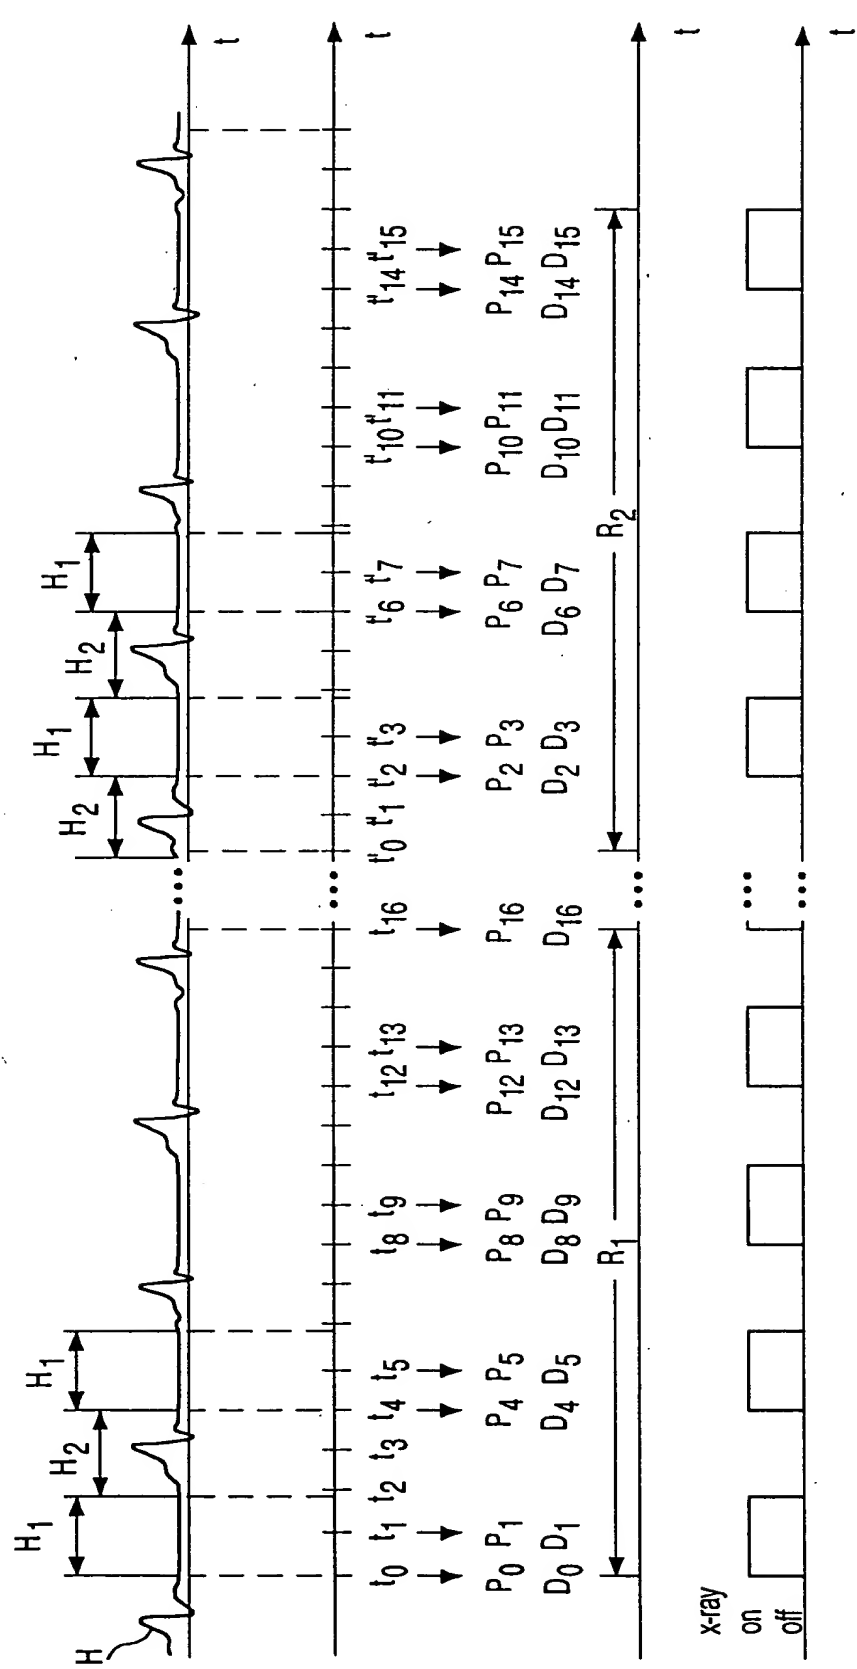 H₁ H₂ H₁ H₂ H₁ H₂ H₁
H t
t
t₀ t₁ t₂ t₃ t₄ t₅ t₈ t₉ t₁₂ t₁₃ t₁₆ ... t'₀ t'₁ t'₂ t'₃ t'₆ t'₇ t'₁₀ t'₁₁ t'₁₄ t'₁₅
P₀ P₁ P₄ P₅ P₈ P₉ P₁₂ P₁₃ P₁₆ P₂ P₃ P₆ P₇ P₁₀ P₁₁ P₁₄ P₁₅
D₀ D₁ D₄ D₅ D₈ D₉ D₁₂ D₁₃ D₁₆ D₂ D₃ D₆ D₇ D₁₀ D₁₁ D₁₄ D₁₅
R₁ R₂
t
x-ray
on
off
t